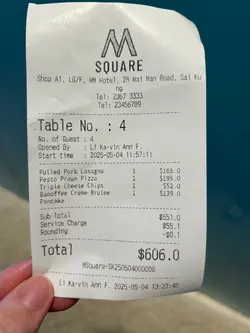 M
SQUARE
Shop A1, LG/F, MM Hotel, 28 Wai Man Road, Sai Ku
ng
Tel: 2367 3333
Tel: 23456789
Table No. : 4
No. of Guest : 4
Opened by : Li Ka-vin Ann F.
Start time : 2025-05-04 11:57:11
Pulled Pork Lasagna 1 $165.0
Pesto Prawn Pizza 1 $195.0
Triple Cheese Chips 1 $52.0
Banoffee Creme Brulee 1 $139.0
Pancake
Sub Total $551.0
Service Charge $55.1
Rounding -$0.1
Total $606.0
MSquare-SK250504000008
Li Ka-vin Ann F. 2025-05-04 13:23:40